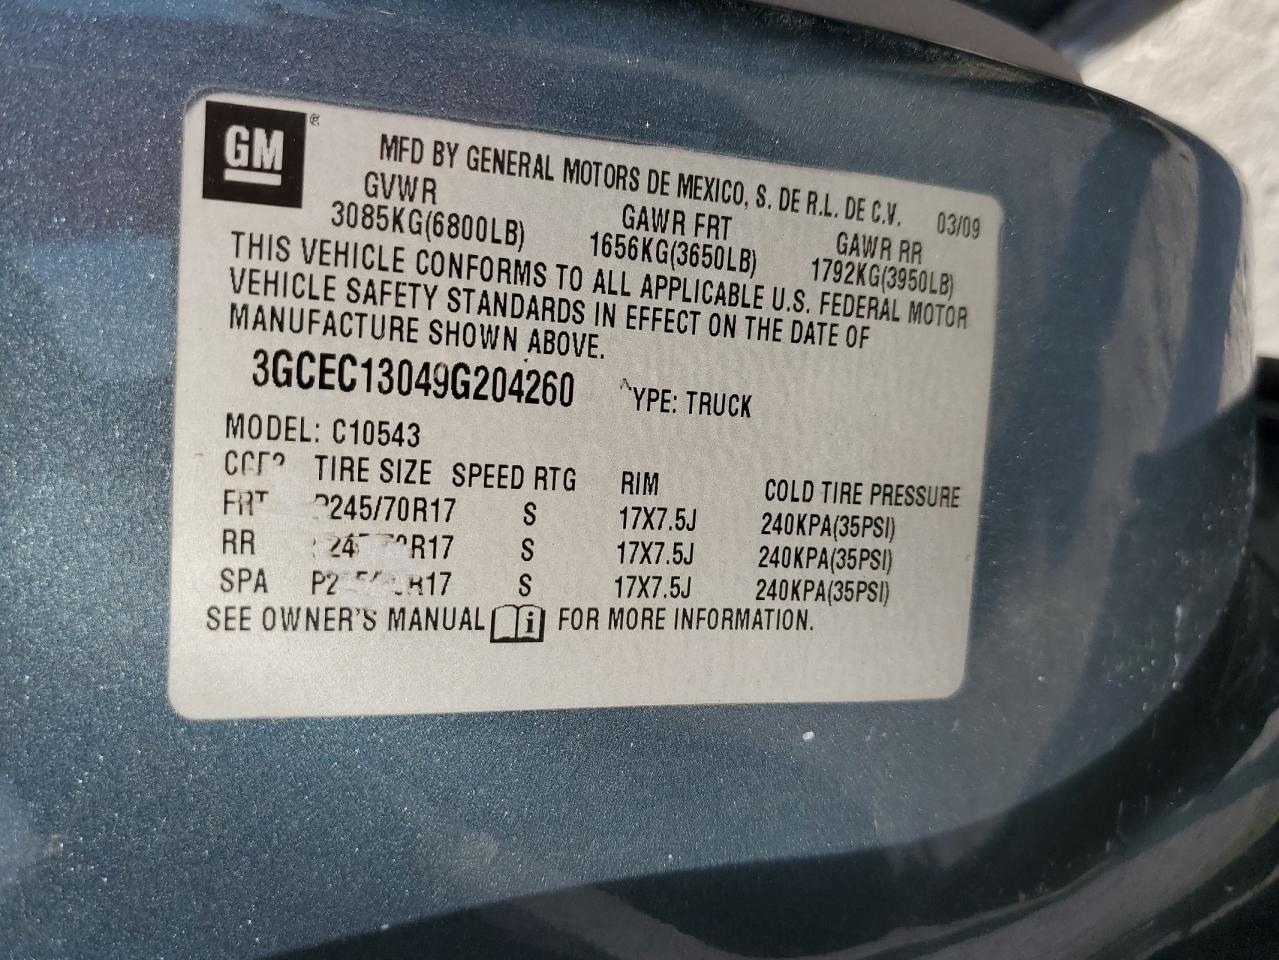 GM ®
MFD BY GENERAL MOTORS DE MEXICO, S. DE R.L. DE C.V. 03/09
GVWR GAWR FRT GAWR RR
3085KG(6800LB) 1656KG(3650LB) 1792KG(3950LB)
THIS VEHICLE CONFORMS TO ALL APPLICABLE U.S. FEDERAL MOTOR
VEHICLE SAFETY STANDARDS IN EFFECT ON THE DATE OF
MANUFACTURE SHOWN ABOVE.
3GCEC13049G204260 YPE: TRUCK
MODEL: C10543
TIRE SIZE SPEED RTG RIM COLD TIRE PRESSURE
FRT 245/70R17 S 17X7.5J 240KPA(35PSI)
RR R17 S 17X7.5J 240KPA(35PSI)
SPA R17 S 17X7.5J 240KPA(35PSI)
SEE OWNER'S MANUAL i FOR MORE INFORMATION.